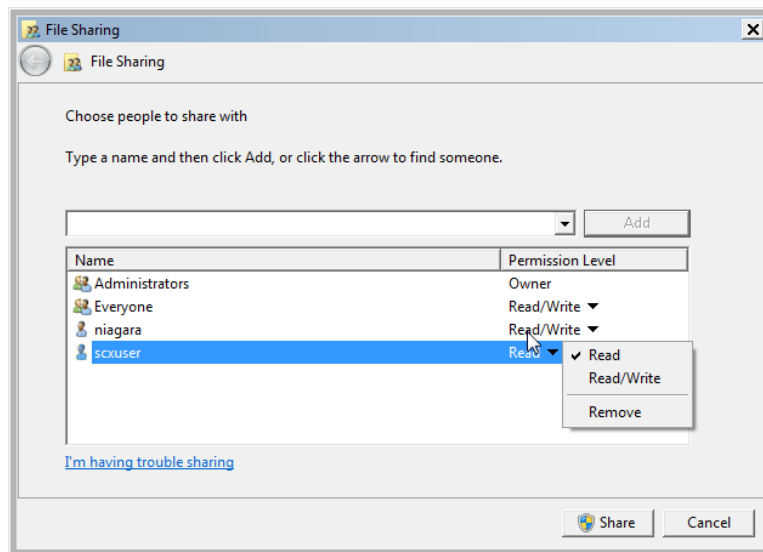 File Sharing
File Sharing
Choose people to share with
Type a name and then click Add, or click the arrow to find someone.
Add
Name Permission Level
Administrators Owner
Everyone Read/Write
niagara Read/Write
scxuser Read
Read
Read/Write
Remove
I'm having trouble sharing
Share Cancel